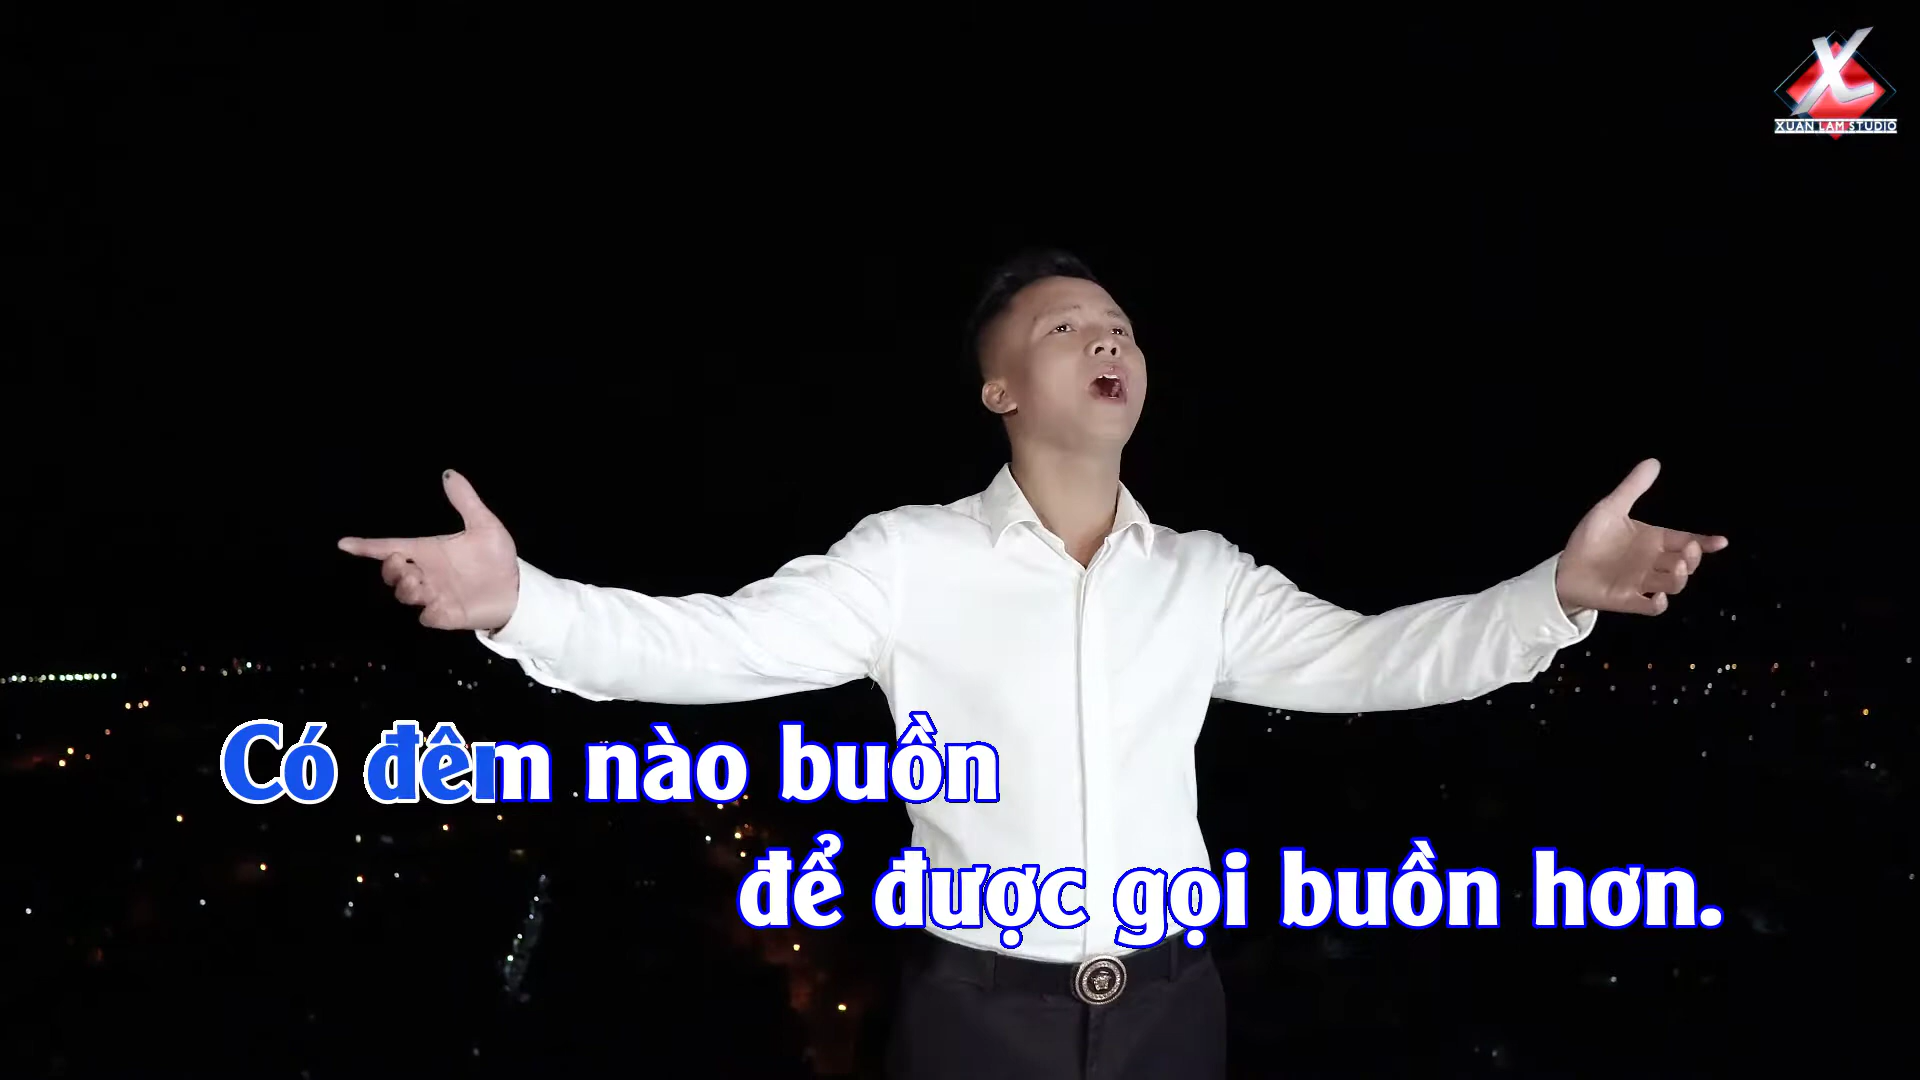 X
XUAN LAM STUDIO
Có đêm nào buồn
để được gọi buồn hơn.